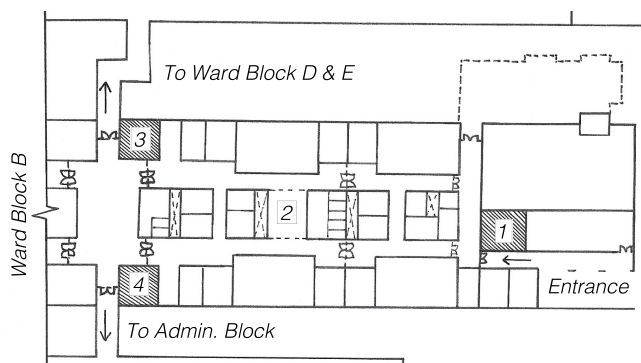 To Ward Block D & E
3
Ward Block B
2
1
4
Entrance
To Admin. Block